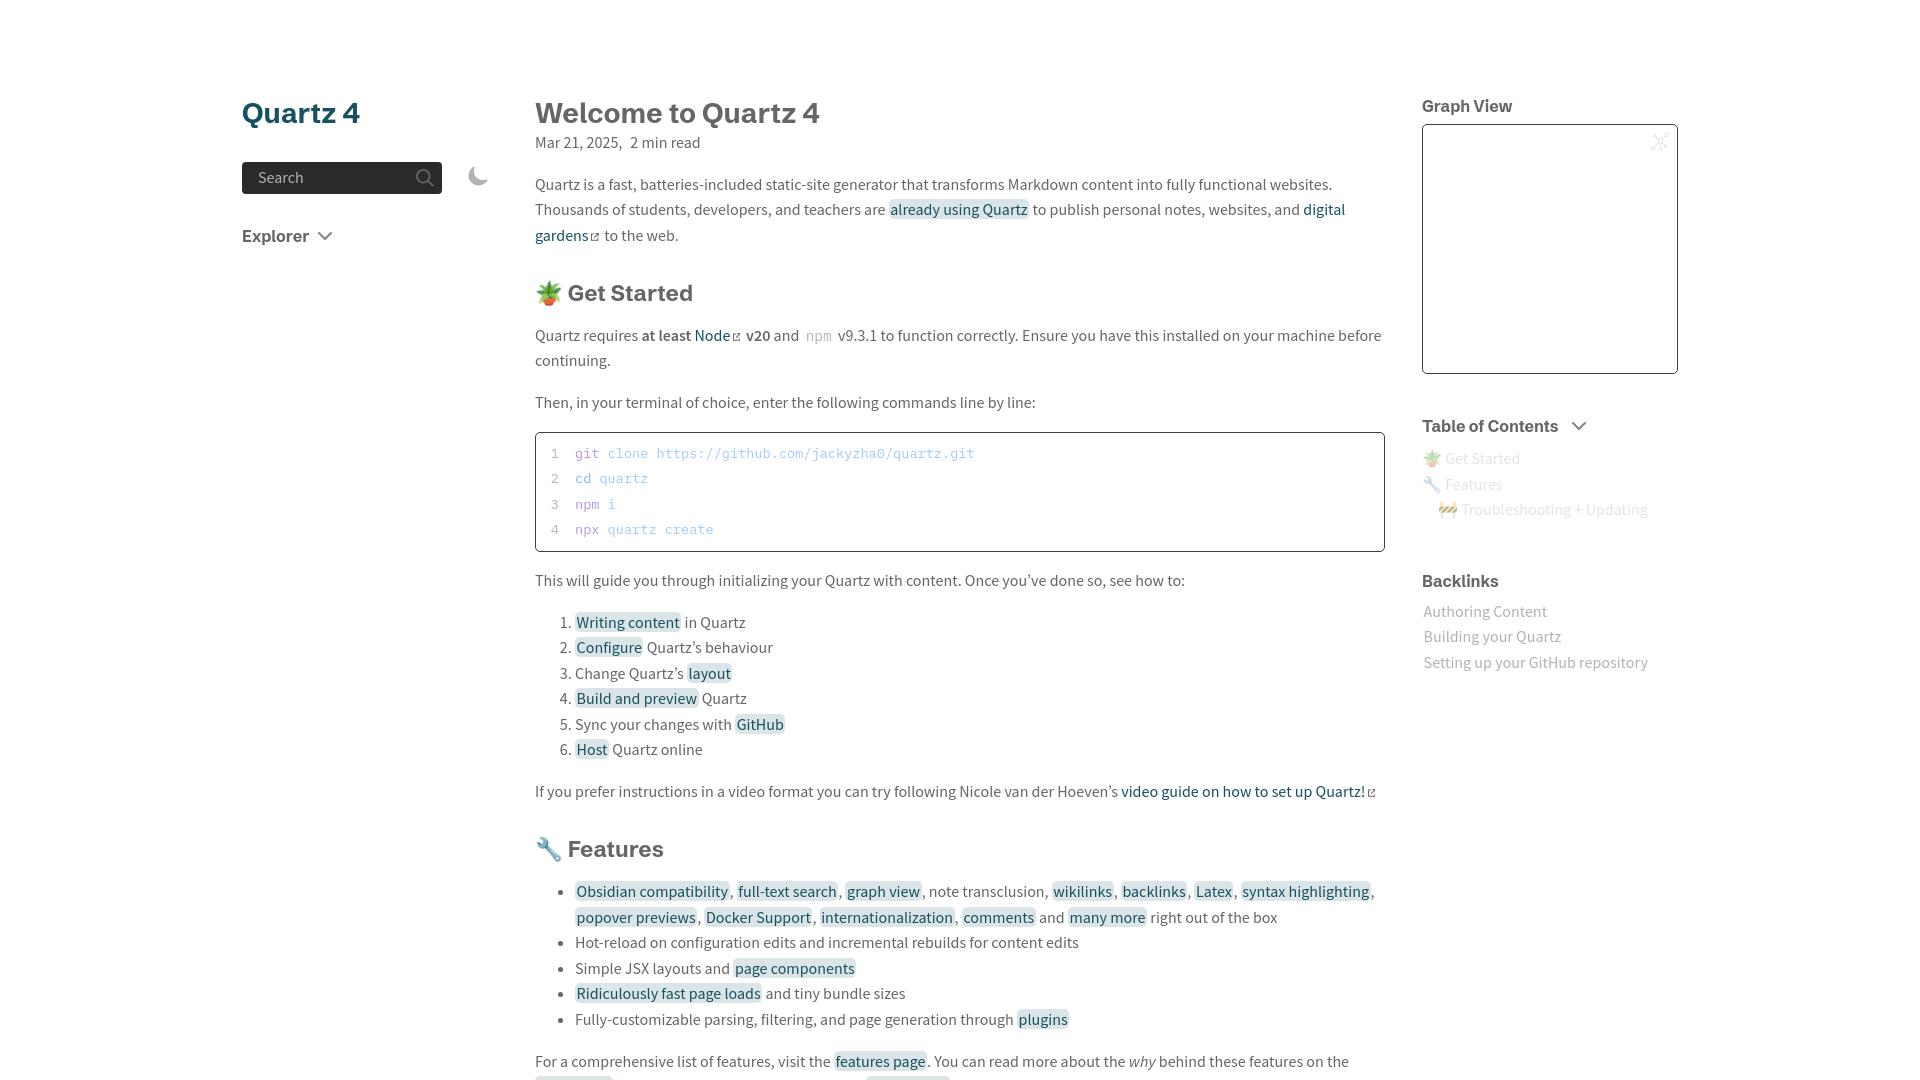 Quartz 4
Search
Explorer
Welcome to Quartz 4
Mar 21, 2025, 2 min read
Quartz is a fast, batteries-included static-site generator that transforms Markdown content into fully functional websites.
Thousands of students, developers, and teachers are already using Quartz to publish personal notes, websites, and digital
gardens to the web.
🪴 Get Started
Quartz requires at least Node v20 and npm v9.3.1 to function correctly. Ensure you have this installed on your machine before
continuing.
Then, in your terminal of choice, enter the following commands line by line:
1 git clone https://github.com/jackyzha0/quartz.git
2 cd quartz
3 npm i
4 npx quartz create
This will guide you through initializing your Quartz with content. Once you’ve done so, see how to:
1. Writing content in Quartz
2. Configure Quartz’s behaviour
3. Change Quartz’s layout
4. Build and preview Quartz
5. Sync your changes with GitHub
6. Host Quartz online
If you prefer instructions in a video format you can try following Nicole van der Hoeven’s video guide on how to set up Quartz!
🔧 Features
• Obsidian compatibility, full-text search, graph view, note transclusion, wikilinks, backlinks, Latex, syntax highlighting,
popover previews, Docker Support, internationalization, comments and many more right out of the box
• Hot-reload on configuration edits and incremental rebuilds for content edits
• Simple JSX layouts and page components
• Ridiculously fast page loads and tiny bundle sizes
• Fully-customizable parsing, filtering, and page generation through plugins
For a comprehensive list of features, visit the features page. You can read more about the why behind these features on the
Graph View
Table of Contents
🪴 Get Started
🔧 Features
🚧 Troubleshooting + Updating
Backlinks
Authoring Content
Building your Quartz
Setting up your GitHub repository